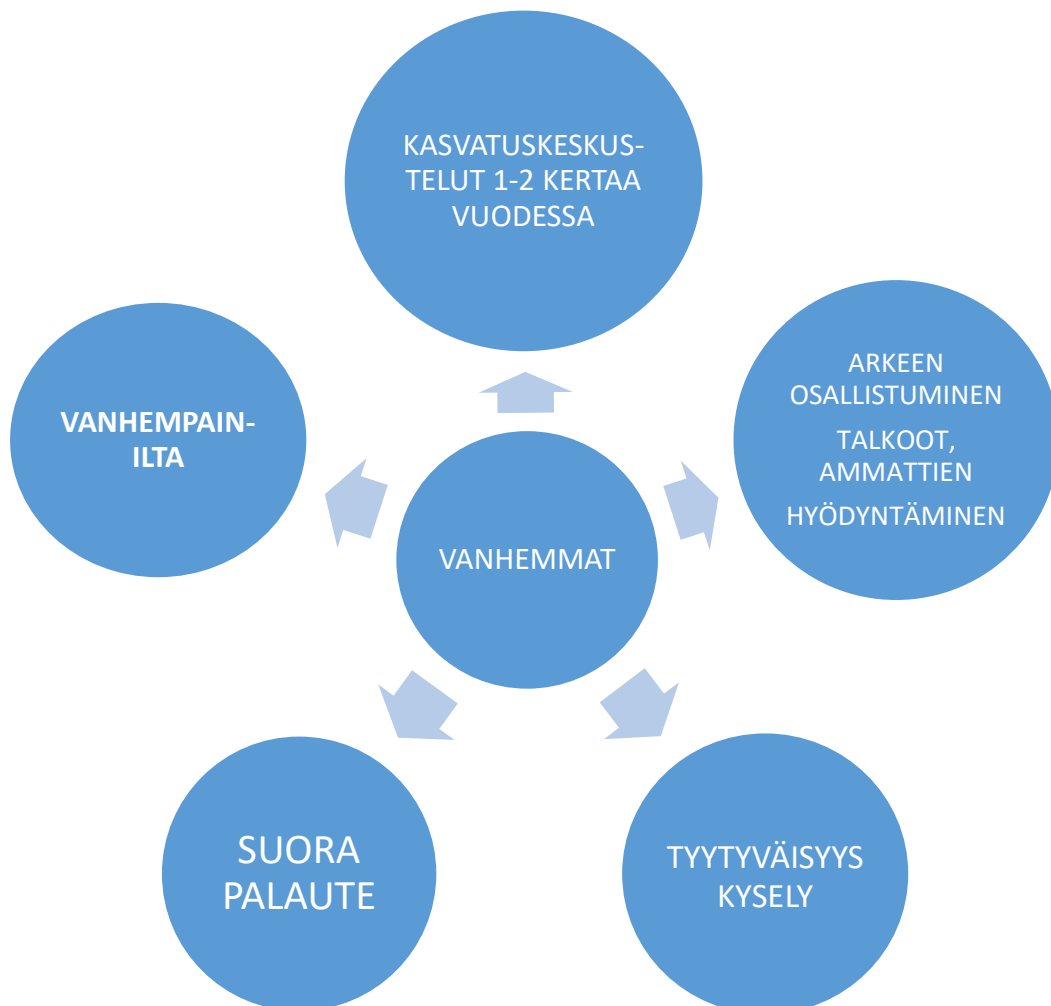 KASVATUSKESKUS-
TELUT 1-2 KERTAA
VUODESSA
ARKEEN
OSALLISTUMINEN
TALKOOT,
AMMATTIEN
HYÖDYNTÄMINEN
VANHEMPAIN-
ILTA
VANHEMMAT
SUORA
PALAUTE
TYYTYVÄISYYS
KYSELY